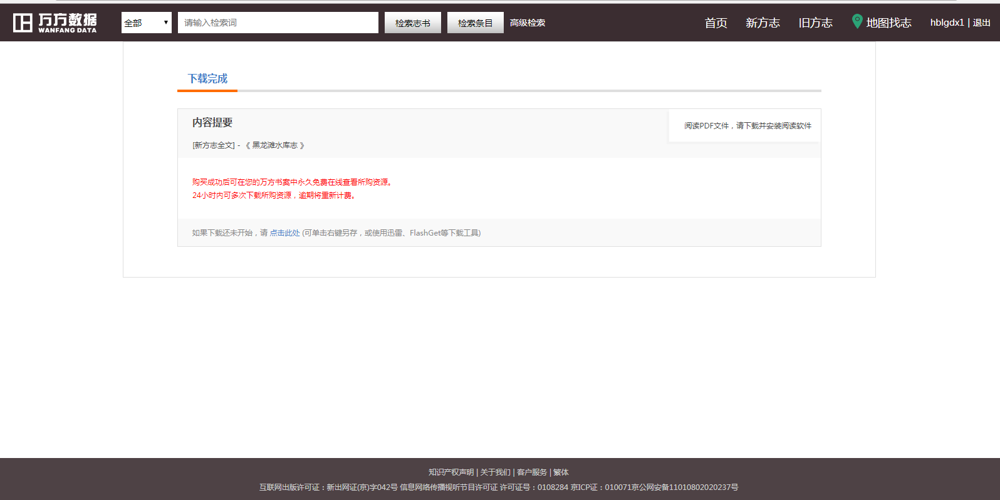 万方数据
WANFANG DATA
全部
请输入检索词
检索志书
检索条目
高级检索
首页
新方志
旧方志
地图找志
hblgdx1 | 退出
下载完成
内容提要
阅读PDF文件，请下载并安装阅读软件
[新方志全文] - 《 黑龙滩水库志 》
购买成功后可在您的万方书案中永久免费在线查看所购资源。
24小时内可多次下载所购资源，逾期将重新计费。
如果下载还未开始，请 点击此处 (可单击右键另存，或使用迅雷、FlashGet等下载工具)
知识产权声明 | 关于我们 | 客户服务 | 繁体
互联网出版许可证：新出网证(京)字042号 信息网络传播视听节目许可证 许可证号：0108284 京ICP证：010071京公网安备11010802020237号